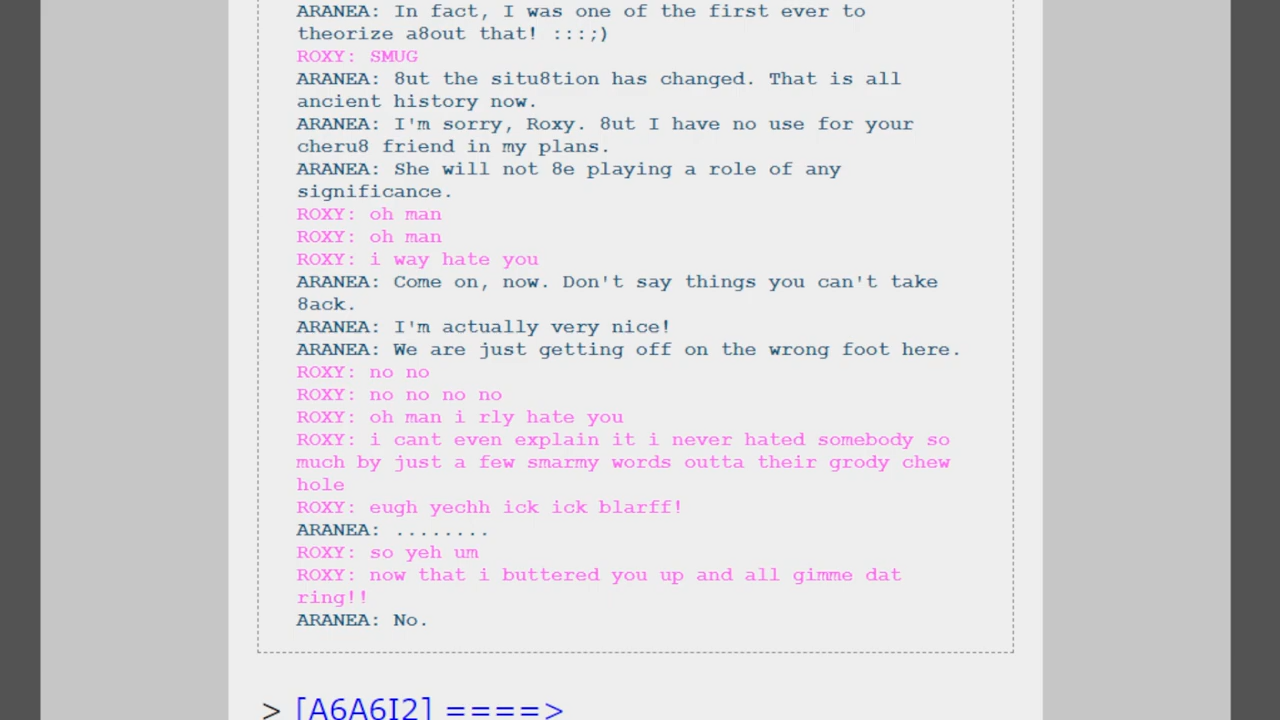 ARANEA: In fact, I was one of the first ever to
theorize a8out that! :::;)
ROXY: SMUG
ARANEA: 8ut the situ8tion has changed. That is all
ancient history now.
ARANEA: I'm sorry, Roxy. 8ut I have no use for your
cheru8 friend in my plans.
ARANEA: She will not 8e playing a role of any
significance.
ROXY: oh man
ROXY: oh man
ROXY: i way hate you
ARANEA: Come on, now. Don't say things you can't take
8ack.
ARANEA: I'm actually very nice!
ARANEA: We are just getting off on the wrong foot here.
ROXY: no no
ROXY: no no no no
ROXY: oh man i rly hate you
ROXY: i cant even explain it i never hated somebody so
much by just a few smarmy words outta their grody chew
hole
ROXY: eugh yechh ick ick blarff!
ARANEA: ........
ROXY: so yeh um
ROXY: now that i buttered you up and all gimme dat
ring!!
ARANEA: No.
> [A6A6I2] ====>